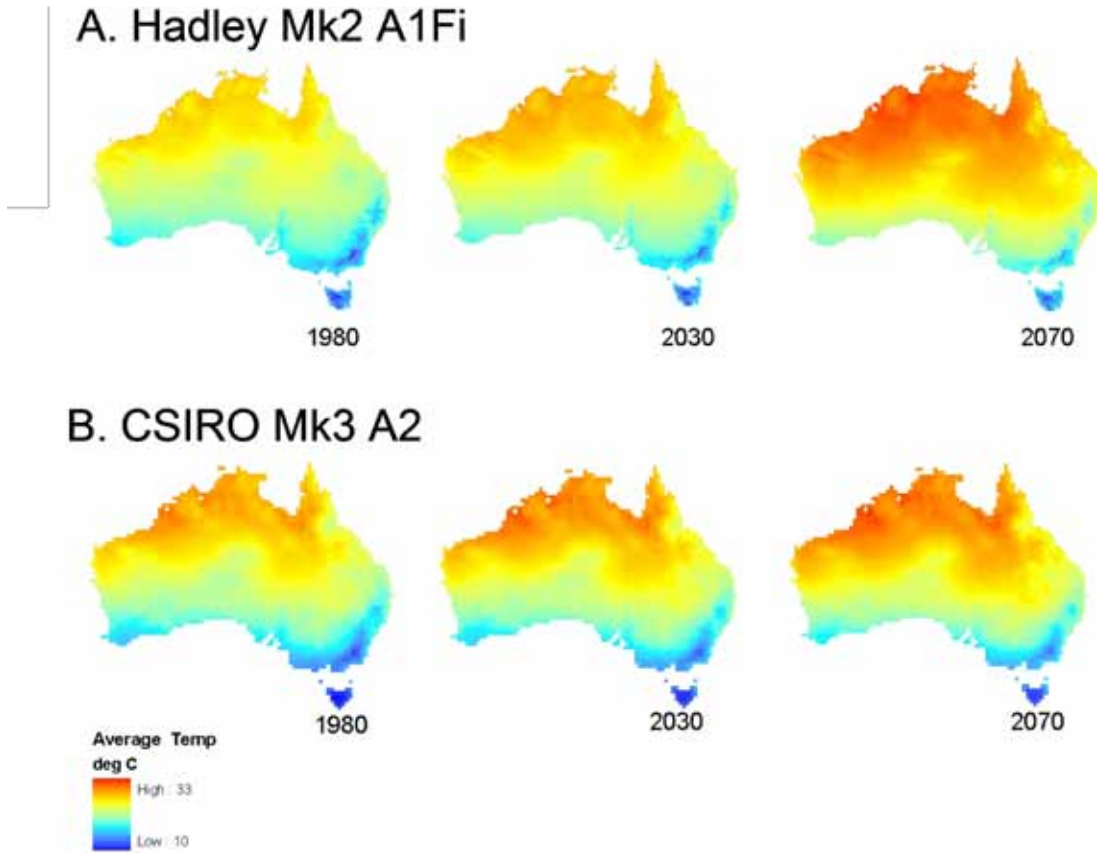 A. Hadley Mk2 A1Fi
1980
2030
2070
B. CSIRO Mk3 A2
1980
2030
2070
Average Temp
deg C
High : 33
Low : 10